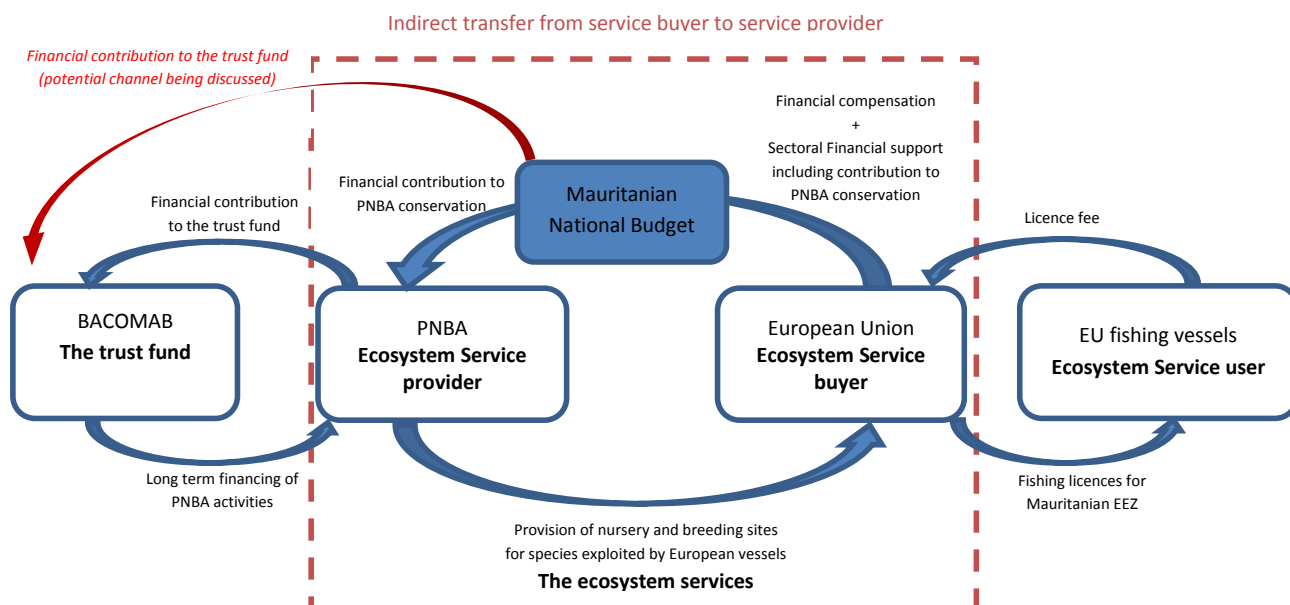 Indirect transfer from service buyer to service provider
Financial contribution to the trust fund
(potential channel being discussed)
Financial compensation
+
Sectoral Financial support
including contribution to
PNBA conservation
Financial contribution to
PNBA conservation
Mauritanian
National Budget
Financial contribution
to the trust fund
Licence fee
BACOMAB
The trust fund
PNBA
Ecosystem Service
provider
European Union
Ecosystem Service
buyer
EU fishing vessels
Ecosystem Service user
Long term financing of
PNBA activities
Fishing licences for
Mauritanian EEZ
Provision of nursery and breeding sites
for species exploited by European vessels
The ecosystem services